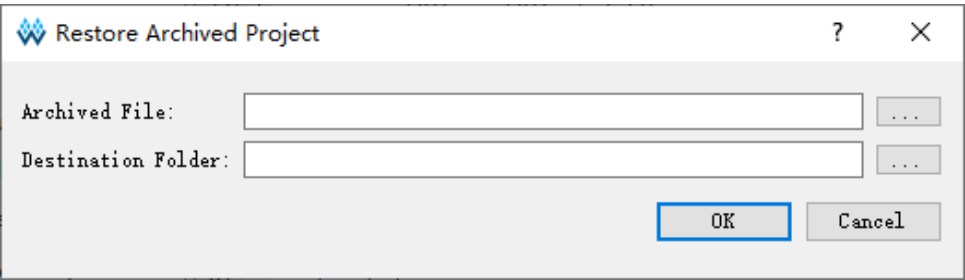 Restore Archived Project ?
Archived File: ...
Destination Folder: ...
OK Cancel